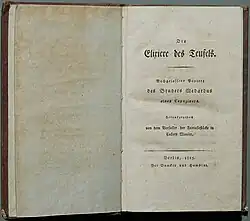 Die
Elixiere des Teufels.
Nachgelassene Papiere
des Bruders Medardus
eines Capuziners.
Herausgegeben
von dem Verfasser der Fantasiestücke in
Callots Manier.
Berlin, 1815.
Bei Duncker und Humblot.